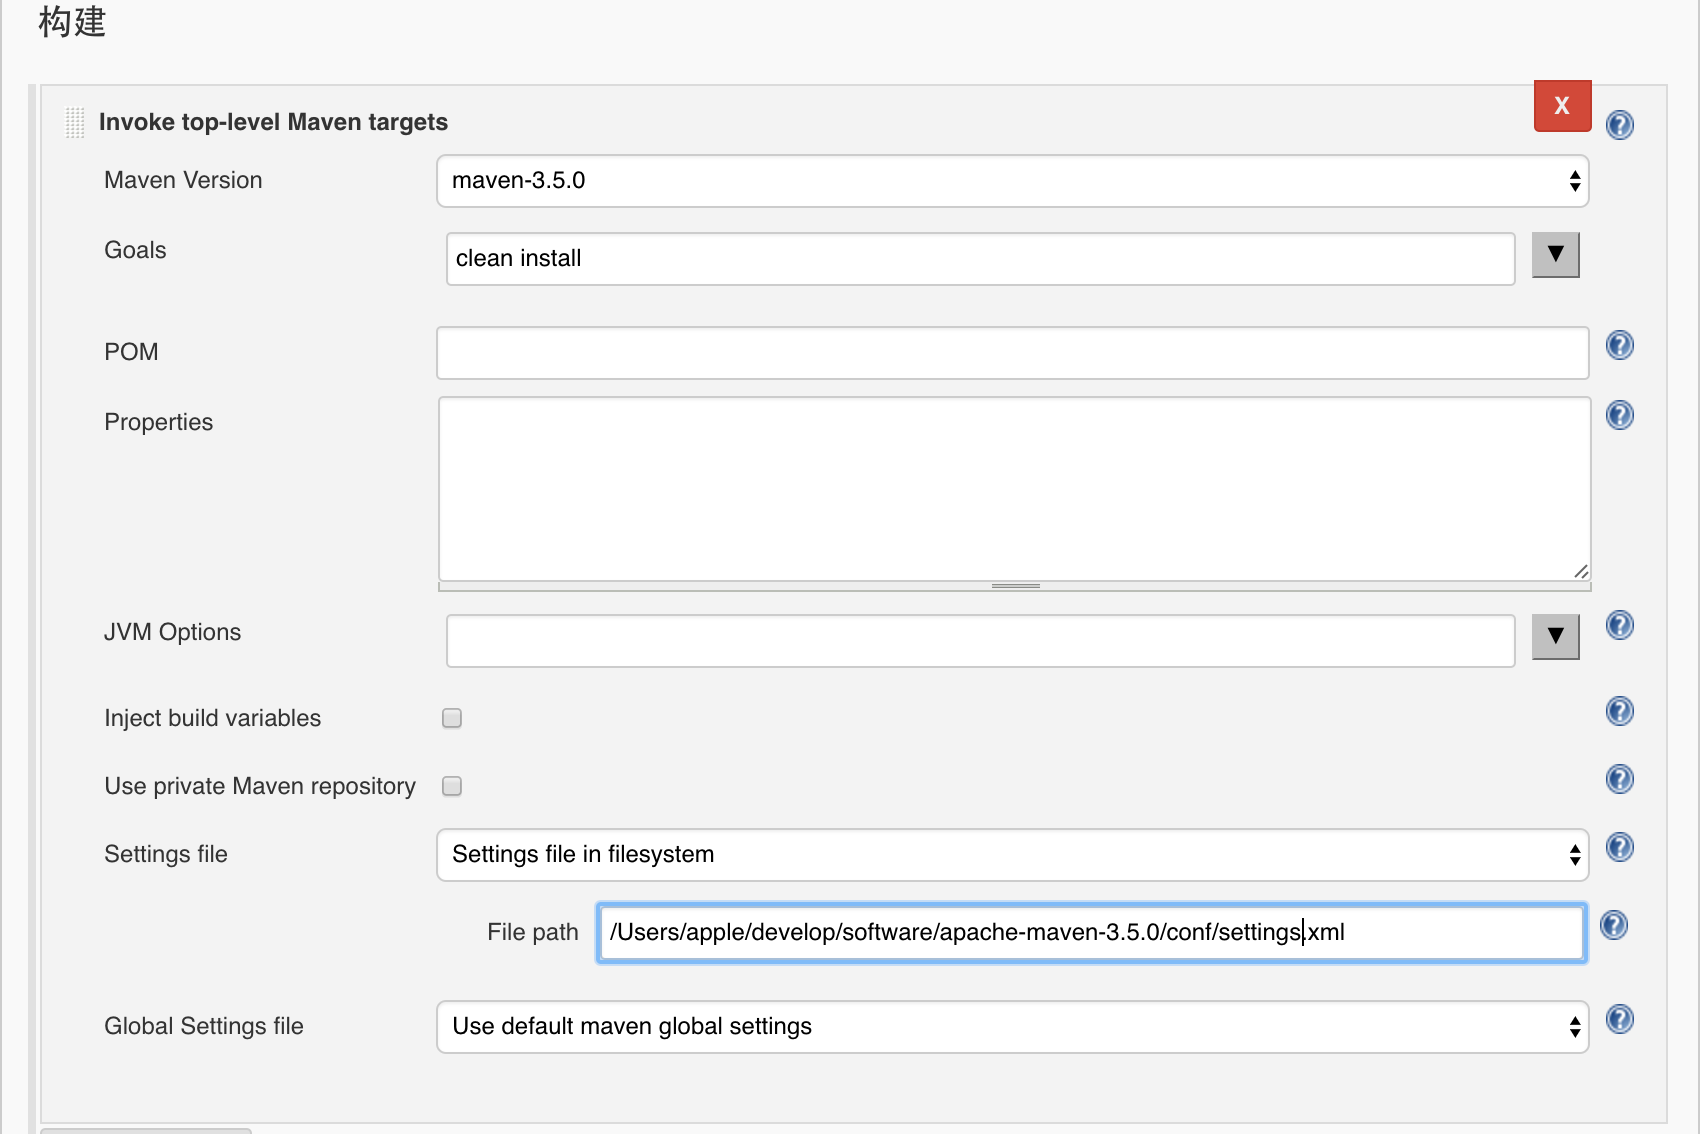 构建
Invoke top-level Maven targets
X
Maven Version
maven-3.5.0
Goals
clean install
POM
Properties
JVM Options
Inject build variables
Use private Maven repository
Settings file
Settings file in filesystem
File path
/Users/apple/develop/software/apache-maven-3.5.0/conf/settings.xml
Global Settings file
Use default maven global settings